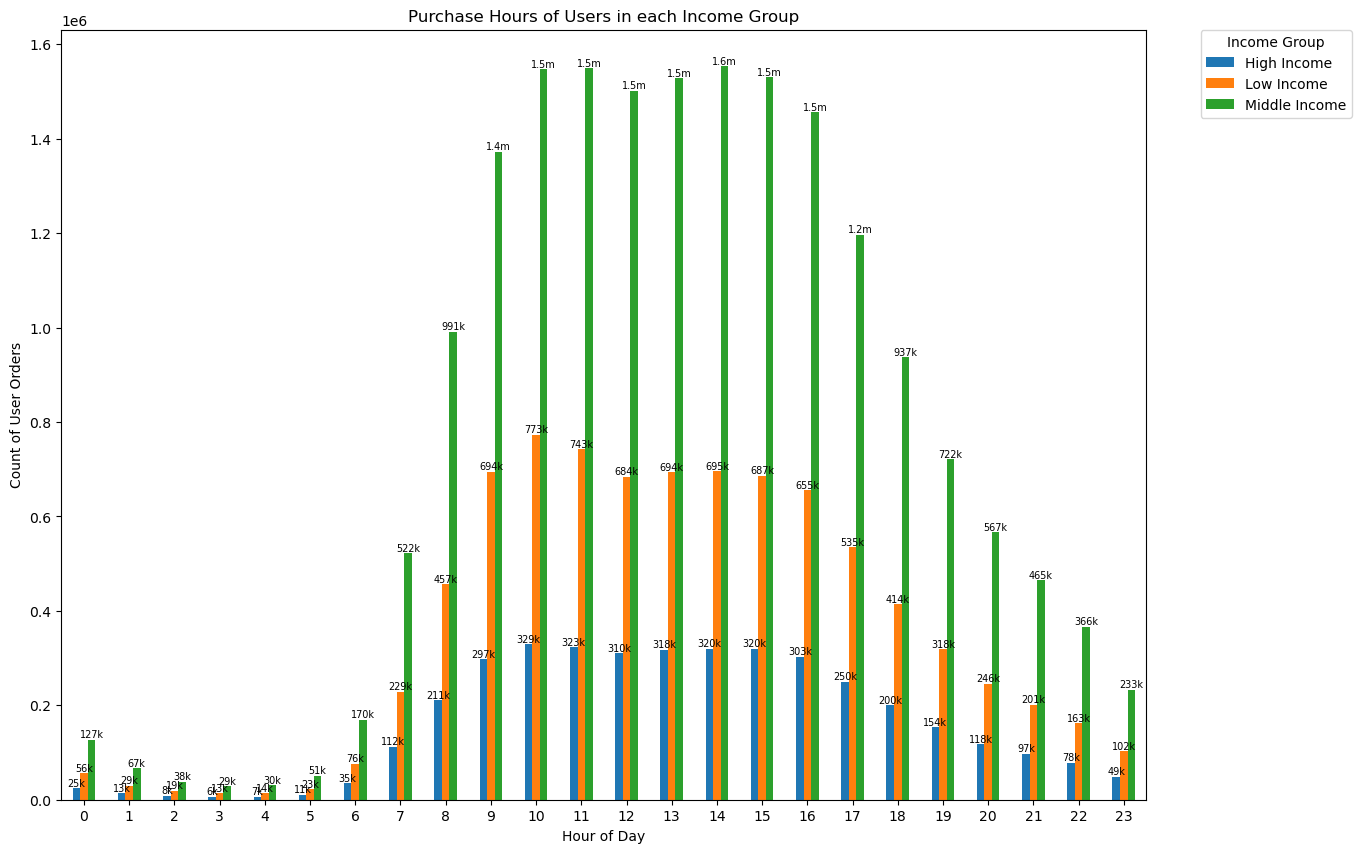 Purchase Hours of Users in each Income Group
1e6
Income Group
High Income
Low Income
Middle Income
Count of User Orders
1.6
1.4
1.2
1.0
0.8
0.6
0.4
0.2
0.0
25k 56k 127k
13k 29k 67k
8k 19k 38k
6k 13k 29k
7k 14k 30k
11k 23k 51k
35k 76k 170k
112k 229k 522k
211k 457k 991k
297k 694k 1.4m
329k 773k 1.5m
323k 743k 1.5m
310k 684k 1.5m
318k 694k 1.5m
320k 695k 1.6m
320k 687k 1.5m
303k 655k 1.5m
250k 535k 1.2m
200k 414k 937k
154k 318k 722k
118k 246k 567k
97k 201k 465k
78k 163k 366k
49k 102k 233k
0 1 2 3 4 5 6 7 8 9 10 11 12 13 14 15 16 17 18 19 20 21 22 23
Hour of Day